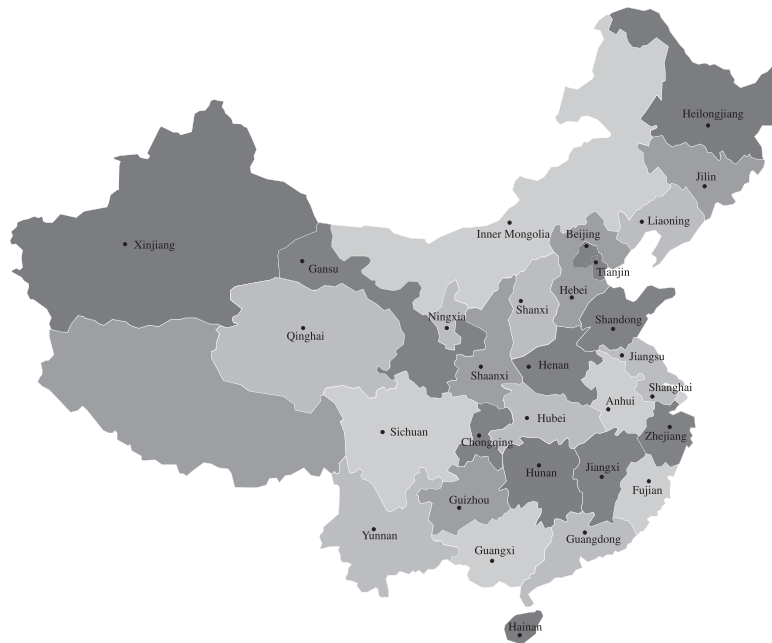 Heilongjiang
Jilin
Liaoning
Inner Mongolia
Beijing
Xinjiang
Gansu
Tianjin
Hebei
Shanxi
Ningxia
Shandong
Qinghai
Jiangsu
Shaanxi
Henan
Shanghai
Anhui
Hubei
Sichuan
Chongqing
Zhejiang
Hunan
Jiangxi
Fujian
Guizhou
Yunnan
Guangdong
Guangxi
Hainan